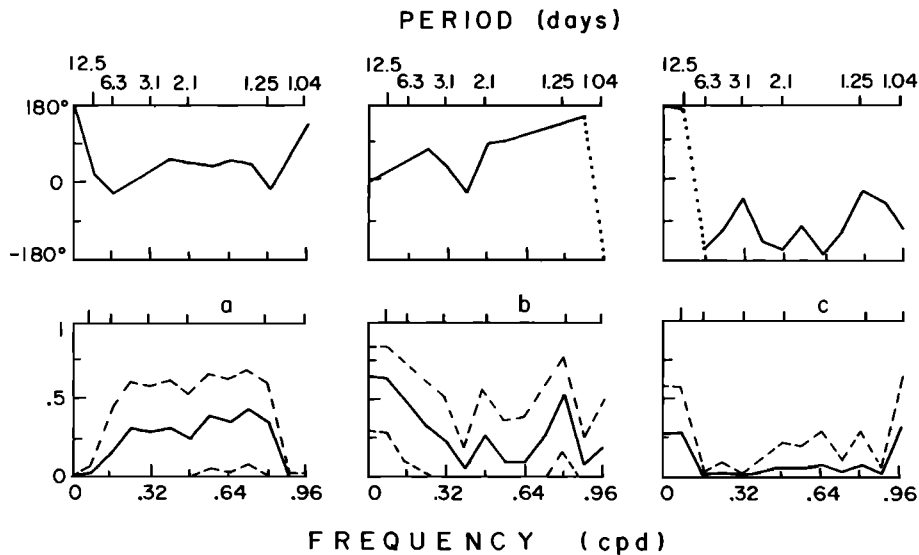 PERIOD (days)
12.5 6.3 3.1 2.1 1.25 1.04
12.5 6.3 3.1 2.1 1.25 1.04
12.5 6.3 3.1 2.1 1.25 1.04
180°
0
-180°
a b c
1
.5
0
0 .32 .64 .96
0 .32 .64 .96
0 .32 .64 .96
FREQUENCY (cpd)